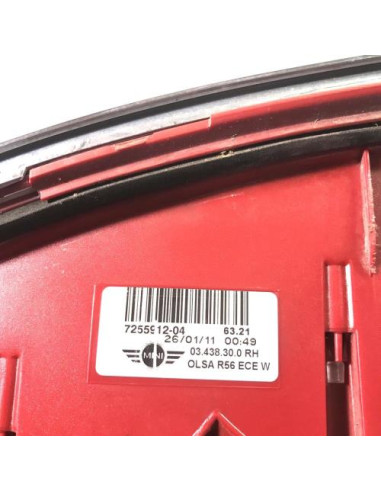 7255912-04 63.21
26/01/11 00:49
MINI 03.438.30.0 RH
OLSA R56 ECE W